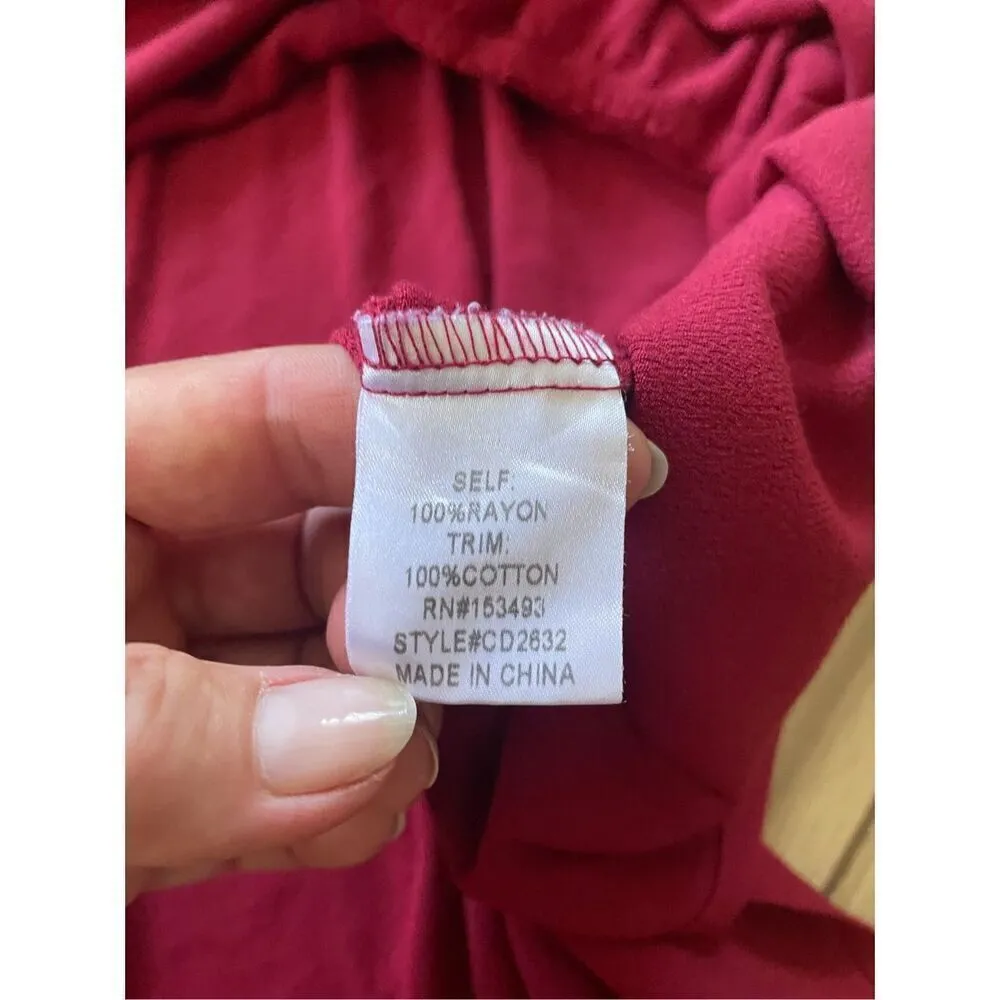 SELF:
100%RAYON
TRIM:
100%COTTON
RN#153493
STYLE#CD2632
MADE IN CHINA